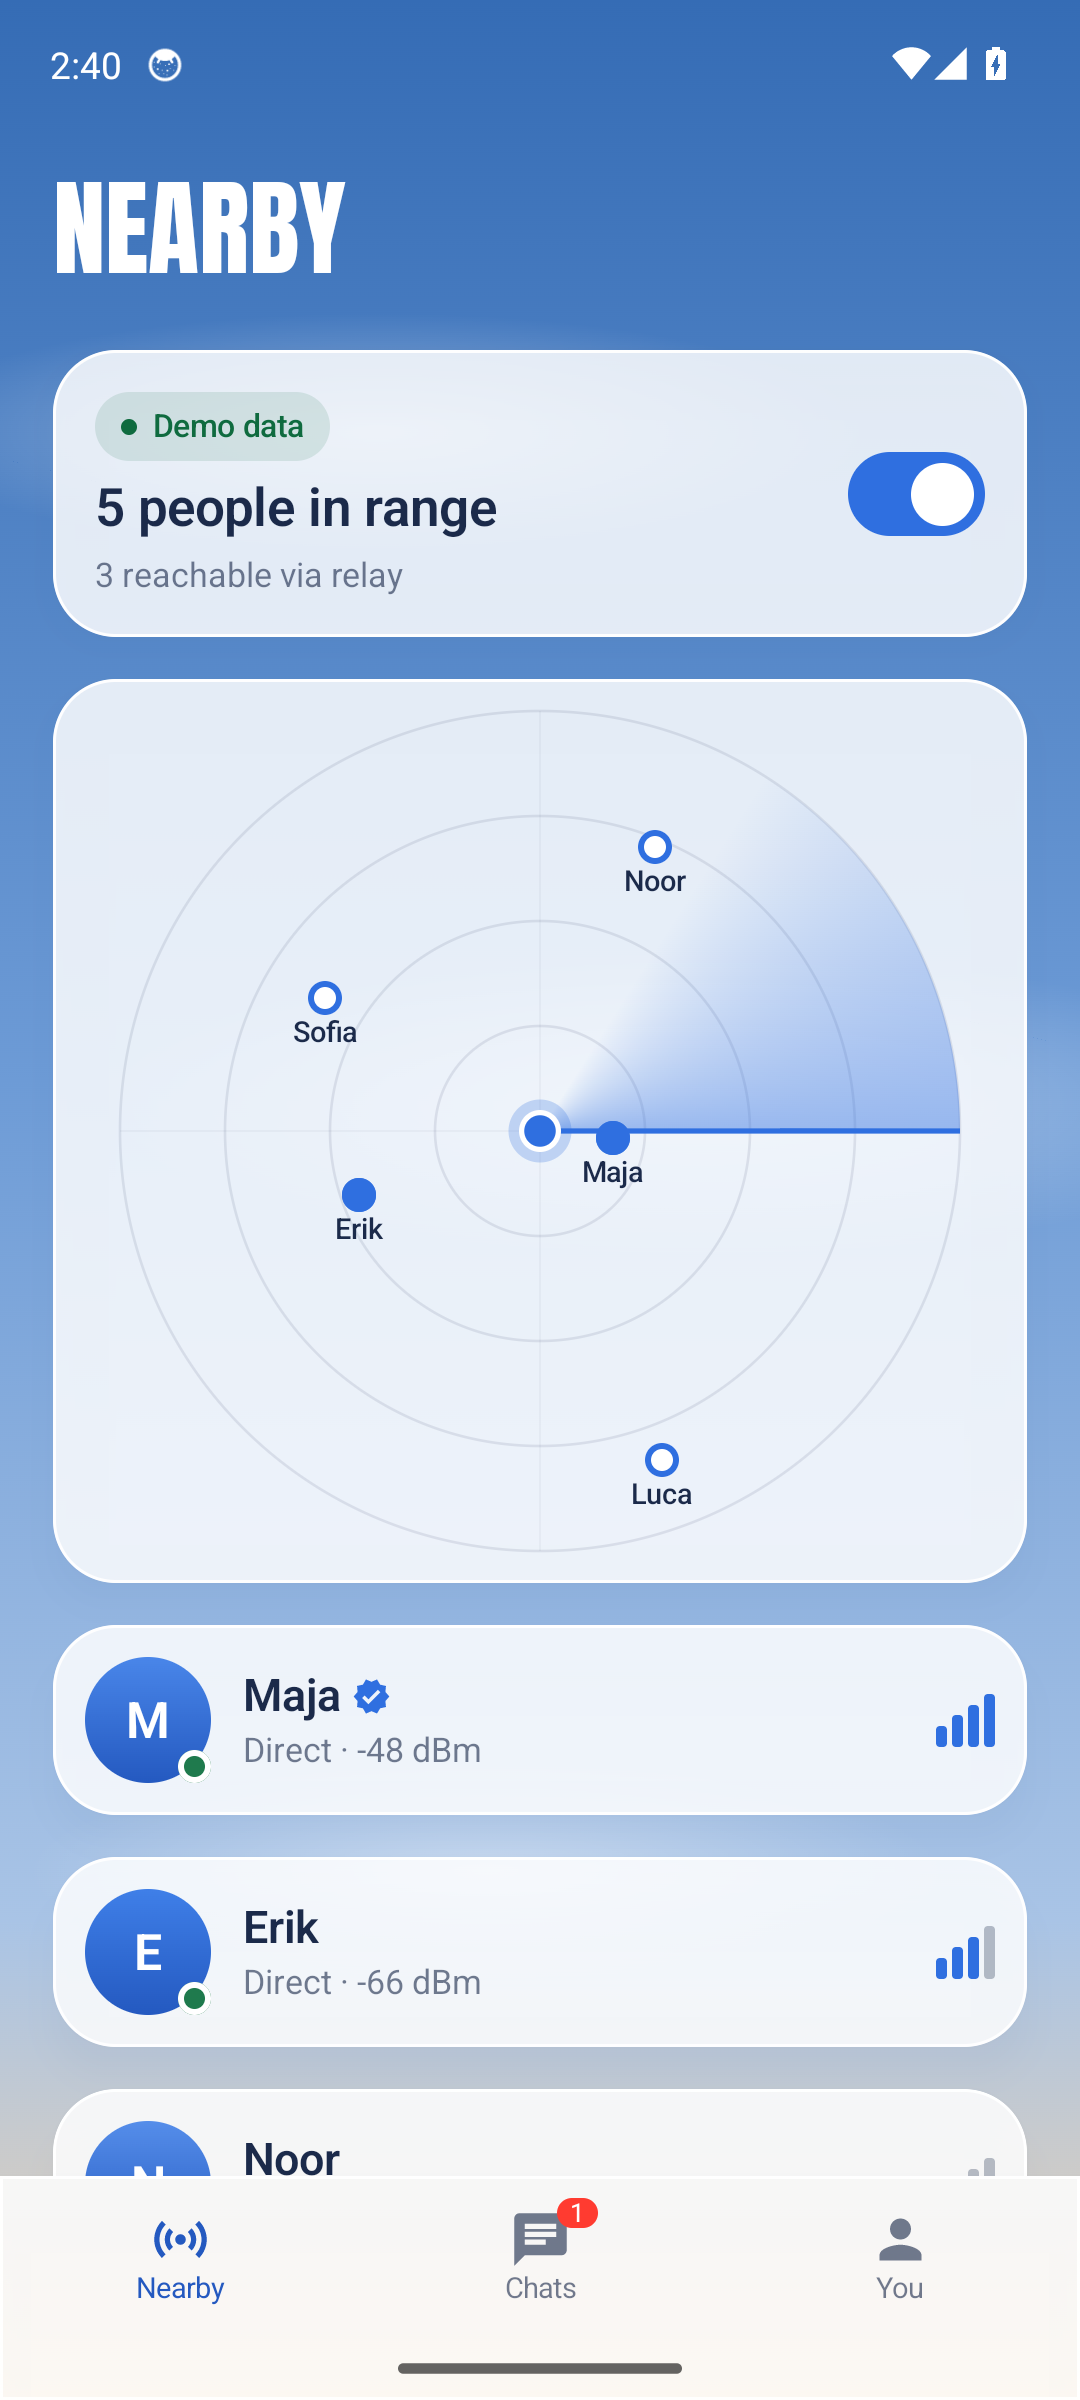 2:40
NEARBY
Demo data
5 people in range
3 reachable via relay
Noor
Sofia
Maja
Erik
Luca
M
Maja
Direct · -48 dBm
E
Erik
Direct · -66 dBm
N
Noor
1
Nearby
Chats
You